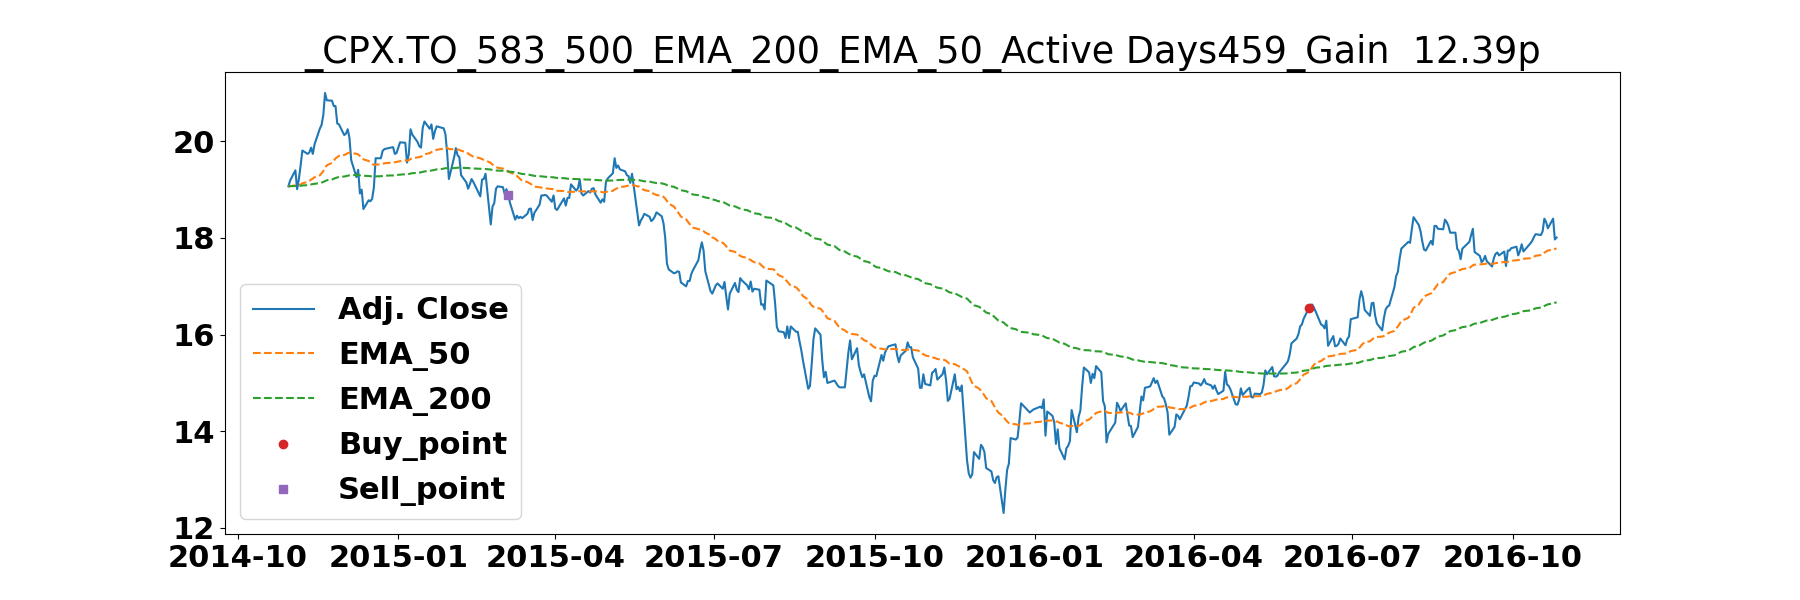 _CPX.TO_583_500_EMA_200_EMA_50_Active Days459_Gain  12.39p
20
18
16
14
12
Adj. Close
EMA_50
EMA_200
Buy_point
Sell_point
2014-10 2015-01 2015-04 2015-07 2015-10 2016-01 2016-04 2016-07 2016-10